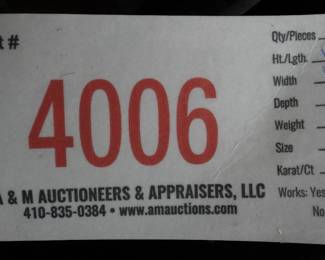 t #
4006
A & M AUCTIONEERS & APPRAISERS, LLC
410-835-0384 • www.amauctions.com
Qty/Pieces
Ht./Lgth.
Width
Depth
Weight
Size
Karat/Ct
Works: Yes
No